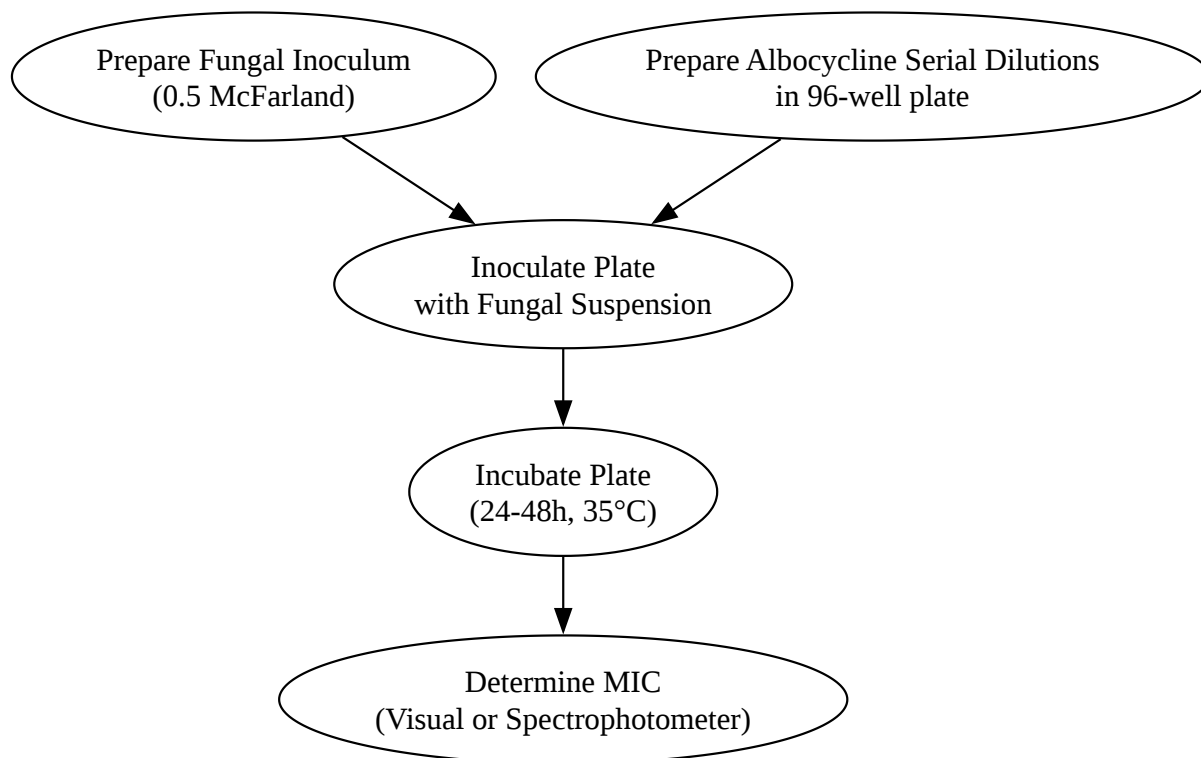 Prepare Fungal Inoculum
(0.5 McFarland)
Prepare Albocycline Serial Dilutions
in 96-well plate
Inoculate Plate
with Fungal Suspension
Incubate Plate
(24-48h, 35°C)
Determine MIC
(Visual or Spectrophotometer)